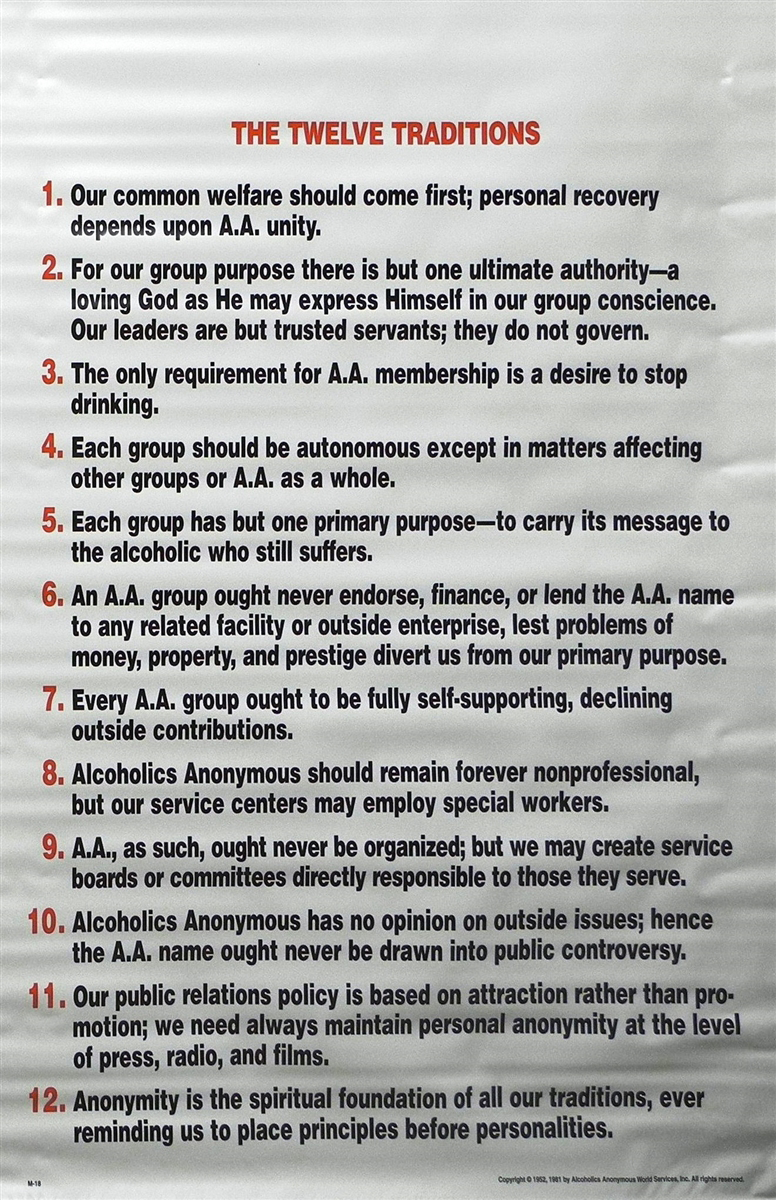 THE TWELVE TRADITIONS
1. Our common welfare should come first; personal recovery
depends upon A.A. unity.
2. For our group purpose there is but one ultimate authority—a
loving God as He may express Himself in our group conscience.
Our leaders are but trusted servants; they do not govern.
3. The only requirement for A.A. membership is a desire to stop
drinking.
4. Each group should be autonomous except in matters affecting
other groups or A.A. as a whole.
5. Each group has but one primary purpose—to carry its message to
the alcoholic who still suffers.
6. An A.A. group ought never endorse, finance, or lend the A.A. name
to any related facility or outside enterprise, lest problems of
money, property, and prestige divert us from our primary purpose.
7. Every A.A. group ought to be fully self-supporting, declining
outside contributions.
8. Alcoholics Anonymous should remain forever nonprofessional,
but our service centers may employ special workers.
9. A.A., as such, ought never be organized; but we may create service
boards or committees directly responsible to those they serve.
10. Alcoholics Anonymous has no opinion on outside issues; hence
the A.A. name ought never be drawn into public controversy.
11. Our public relations policy is based on attraction rather than pro-
motion; we need always maintain personal anonymity at the level
of press, radio, and films.
12. Anonymity is the spiritual foundation of all our traditions, ever
reminding us to place principles before personalities.
M-18
Copyright © 1952, 1981 by Alcoholics Anonymous World Services, Inc. All rights reserved.